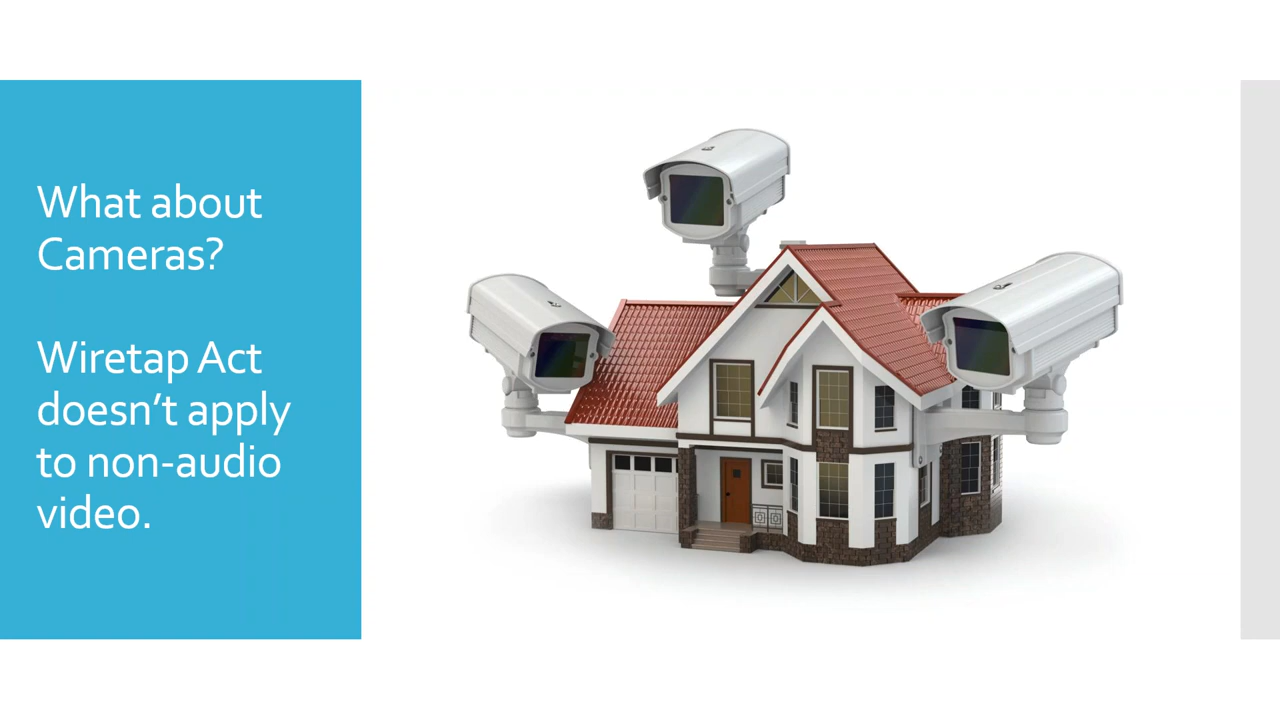 What about
Cameras?
Wiretap Act
doesn’t apply
to non-audio
video.